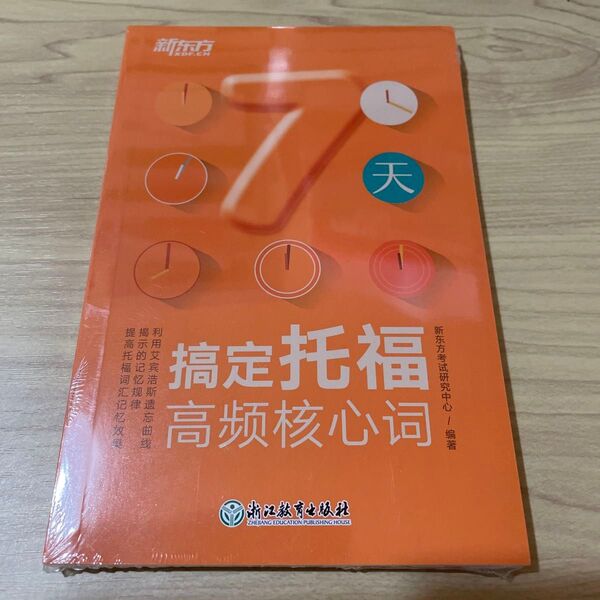 新东方
XDF.CN
7
天
利用艾宾浩斯遗忘曲线
揭示的记忆规律
提高托福词汇记忆效率
搞定托福
高频核心词
新东方考试研究中心/编著
浙江教育出版社
ZHEJIANG EDUCATION PUBLISHING HOUSE